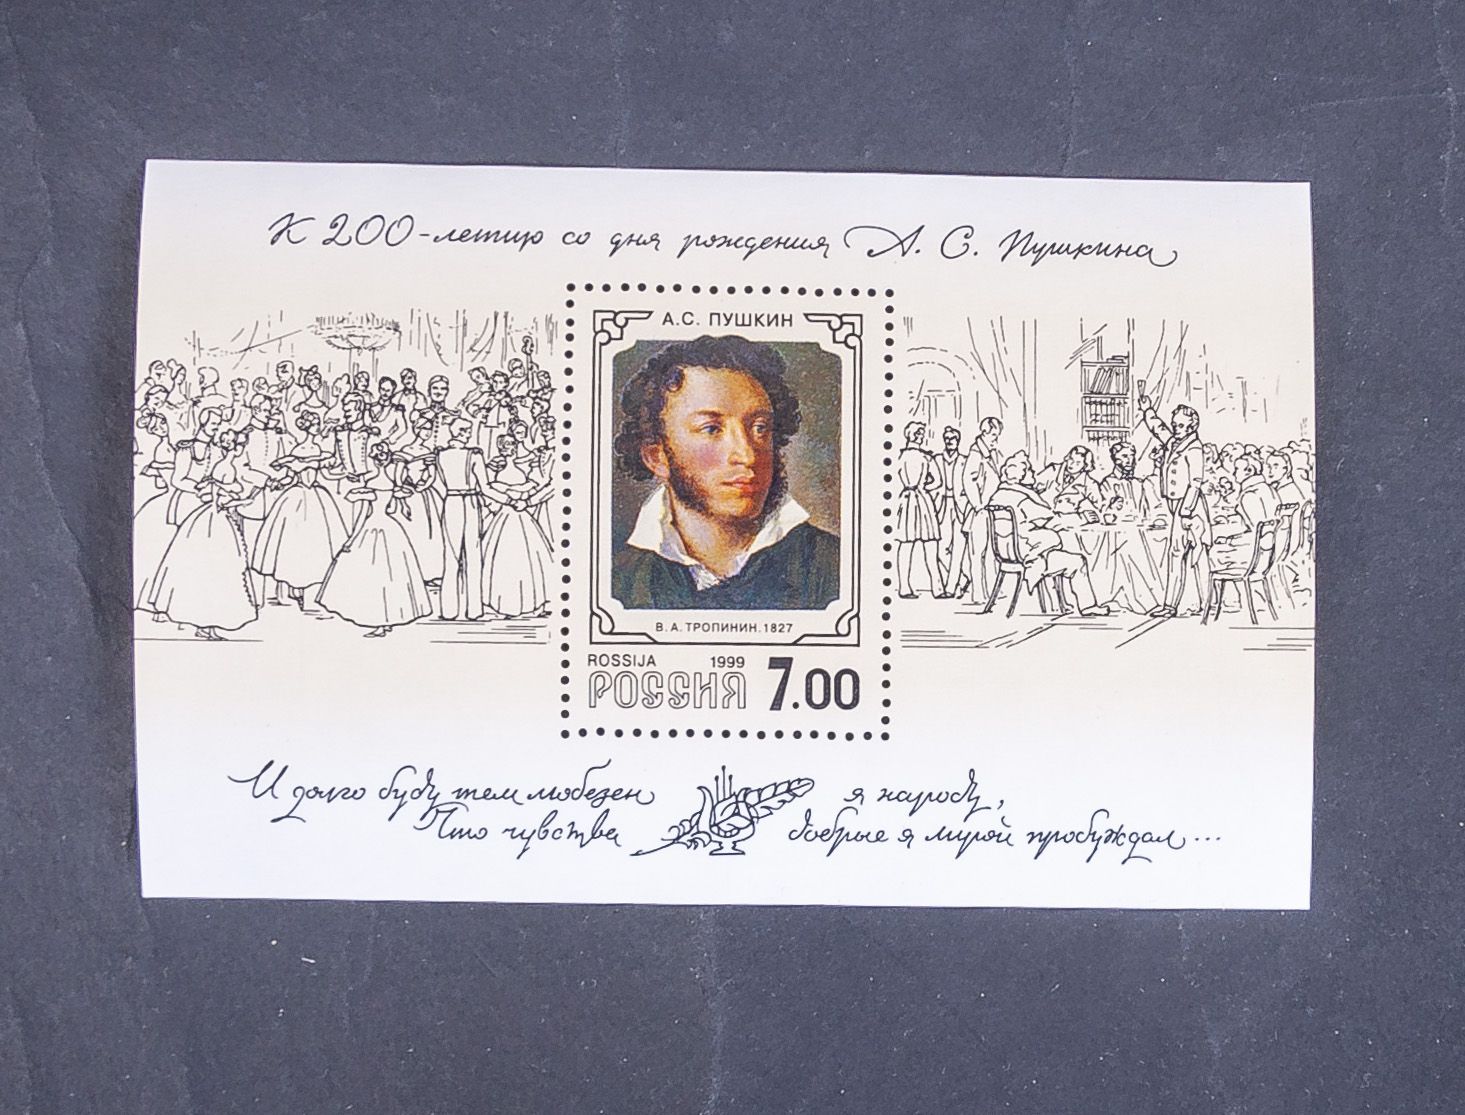 К 200-летию со дня рождения А. С. Пушкина
А.С. ПУШКИН
В.А.ТРОПИНИН.1827
ROSSIJA 1999
РОССИЯ 7.00
И долго буду тем любезен я народу,
Что чувства добрые я лирой пробуждал...